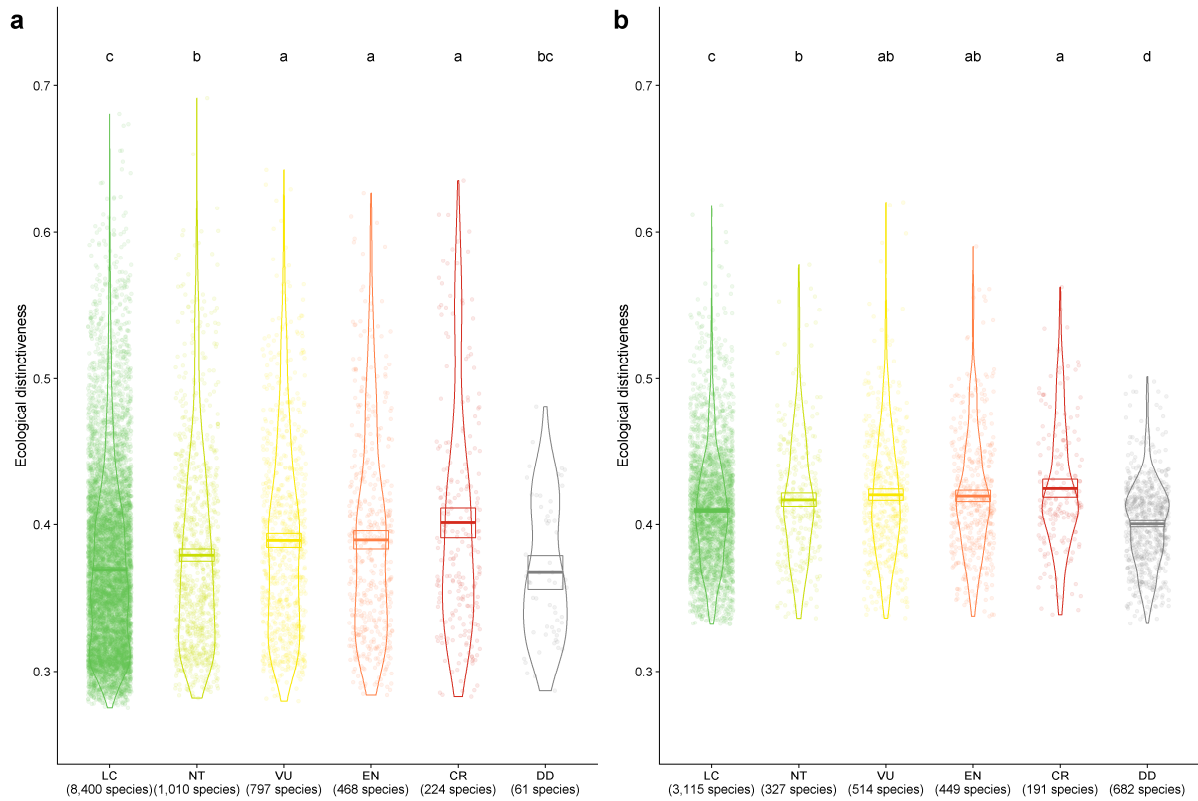 a
c b a a a bc
Ecological distinctiveness
0.7
0.6
0.5
0.4
0.3
LC NT VU EN CR DD
(8,400 species) (1,010 species) (797 species) (468 species) (224 species) (61 species)
b
c b ab ab a d
Ecological distinctiveness
0.7
0.6
0.5
0.4
0.3
LC NT VU EN CR DD
(3,115 species) (327 species) (514 species) (449 species) (191 species) (682 species)